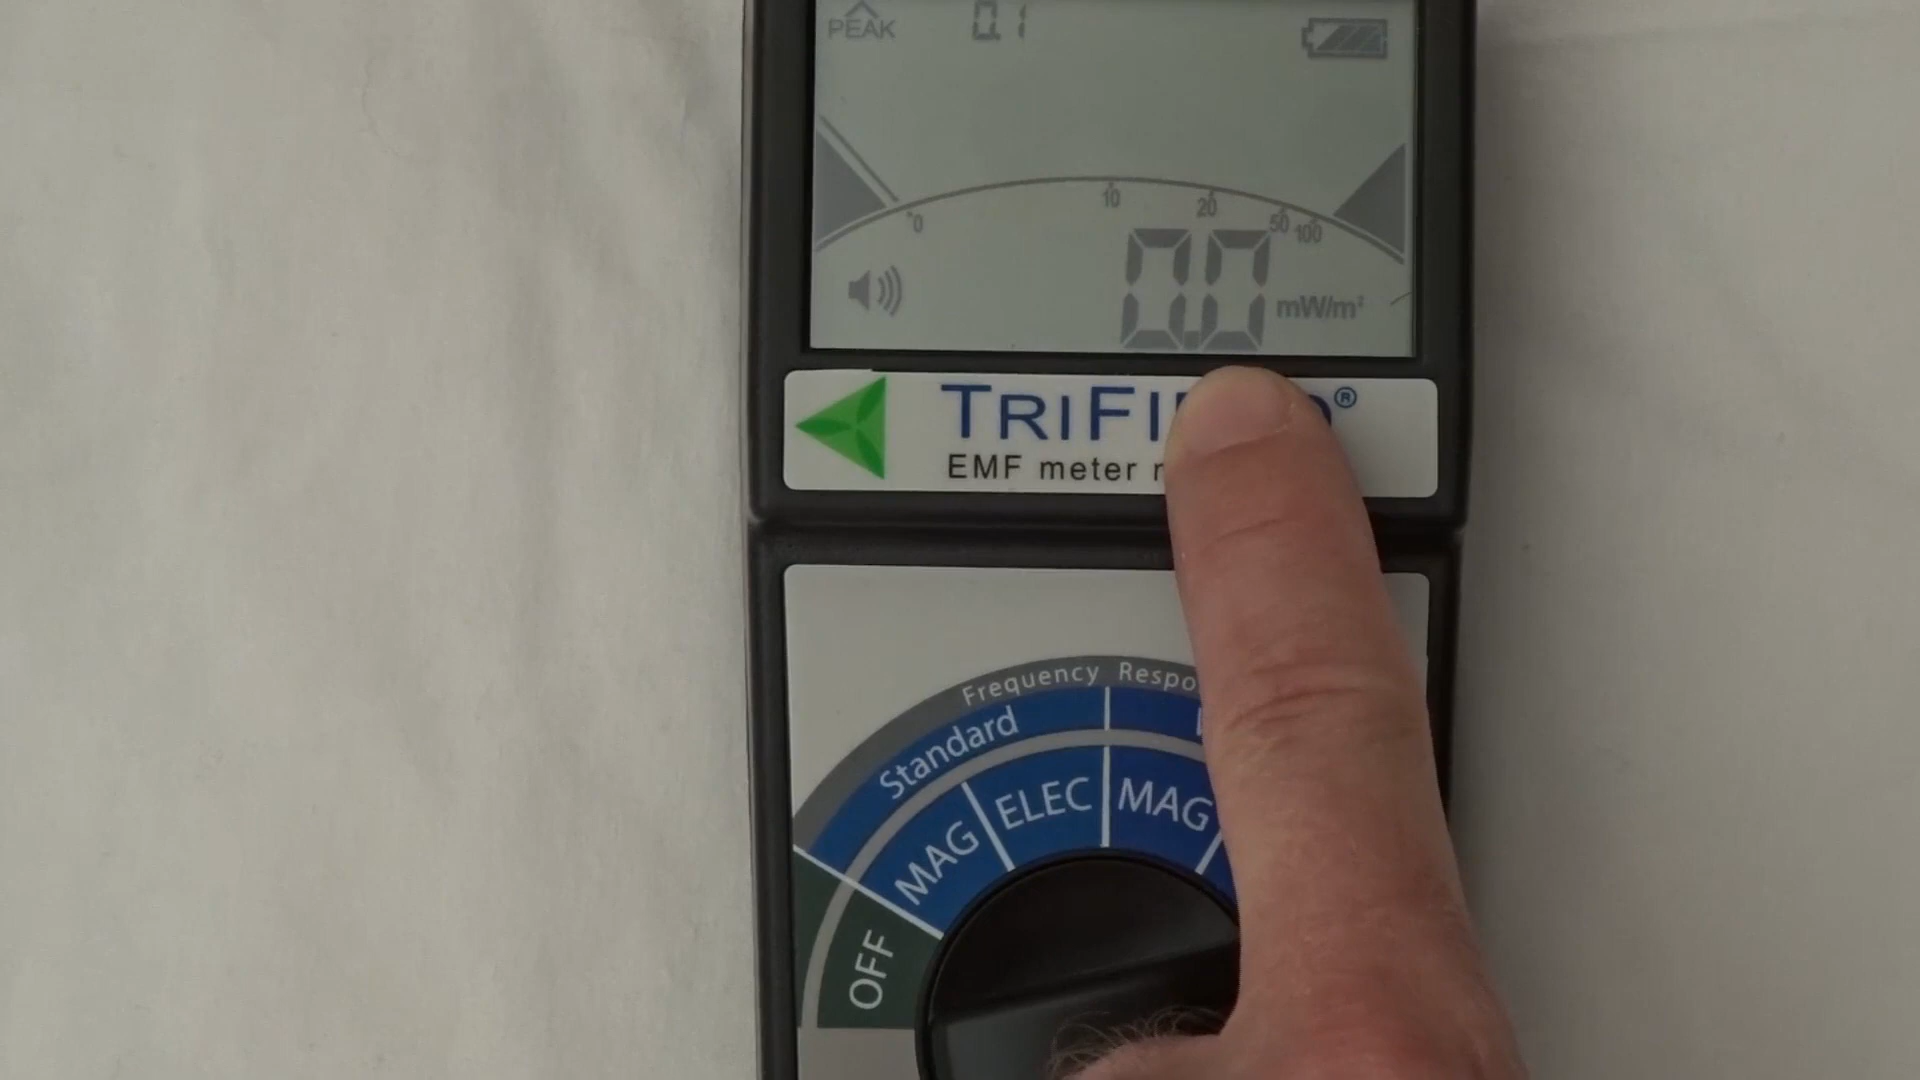 PEAK 0.1
0 10 20 50 100
0.0 mW/m²
TRIFI ®
EMF meter
Frequency Respo
Standard
MAG ELEC MAG
OFF